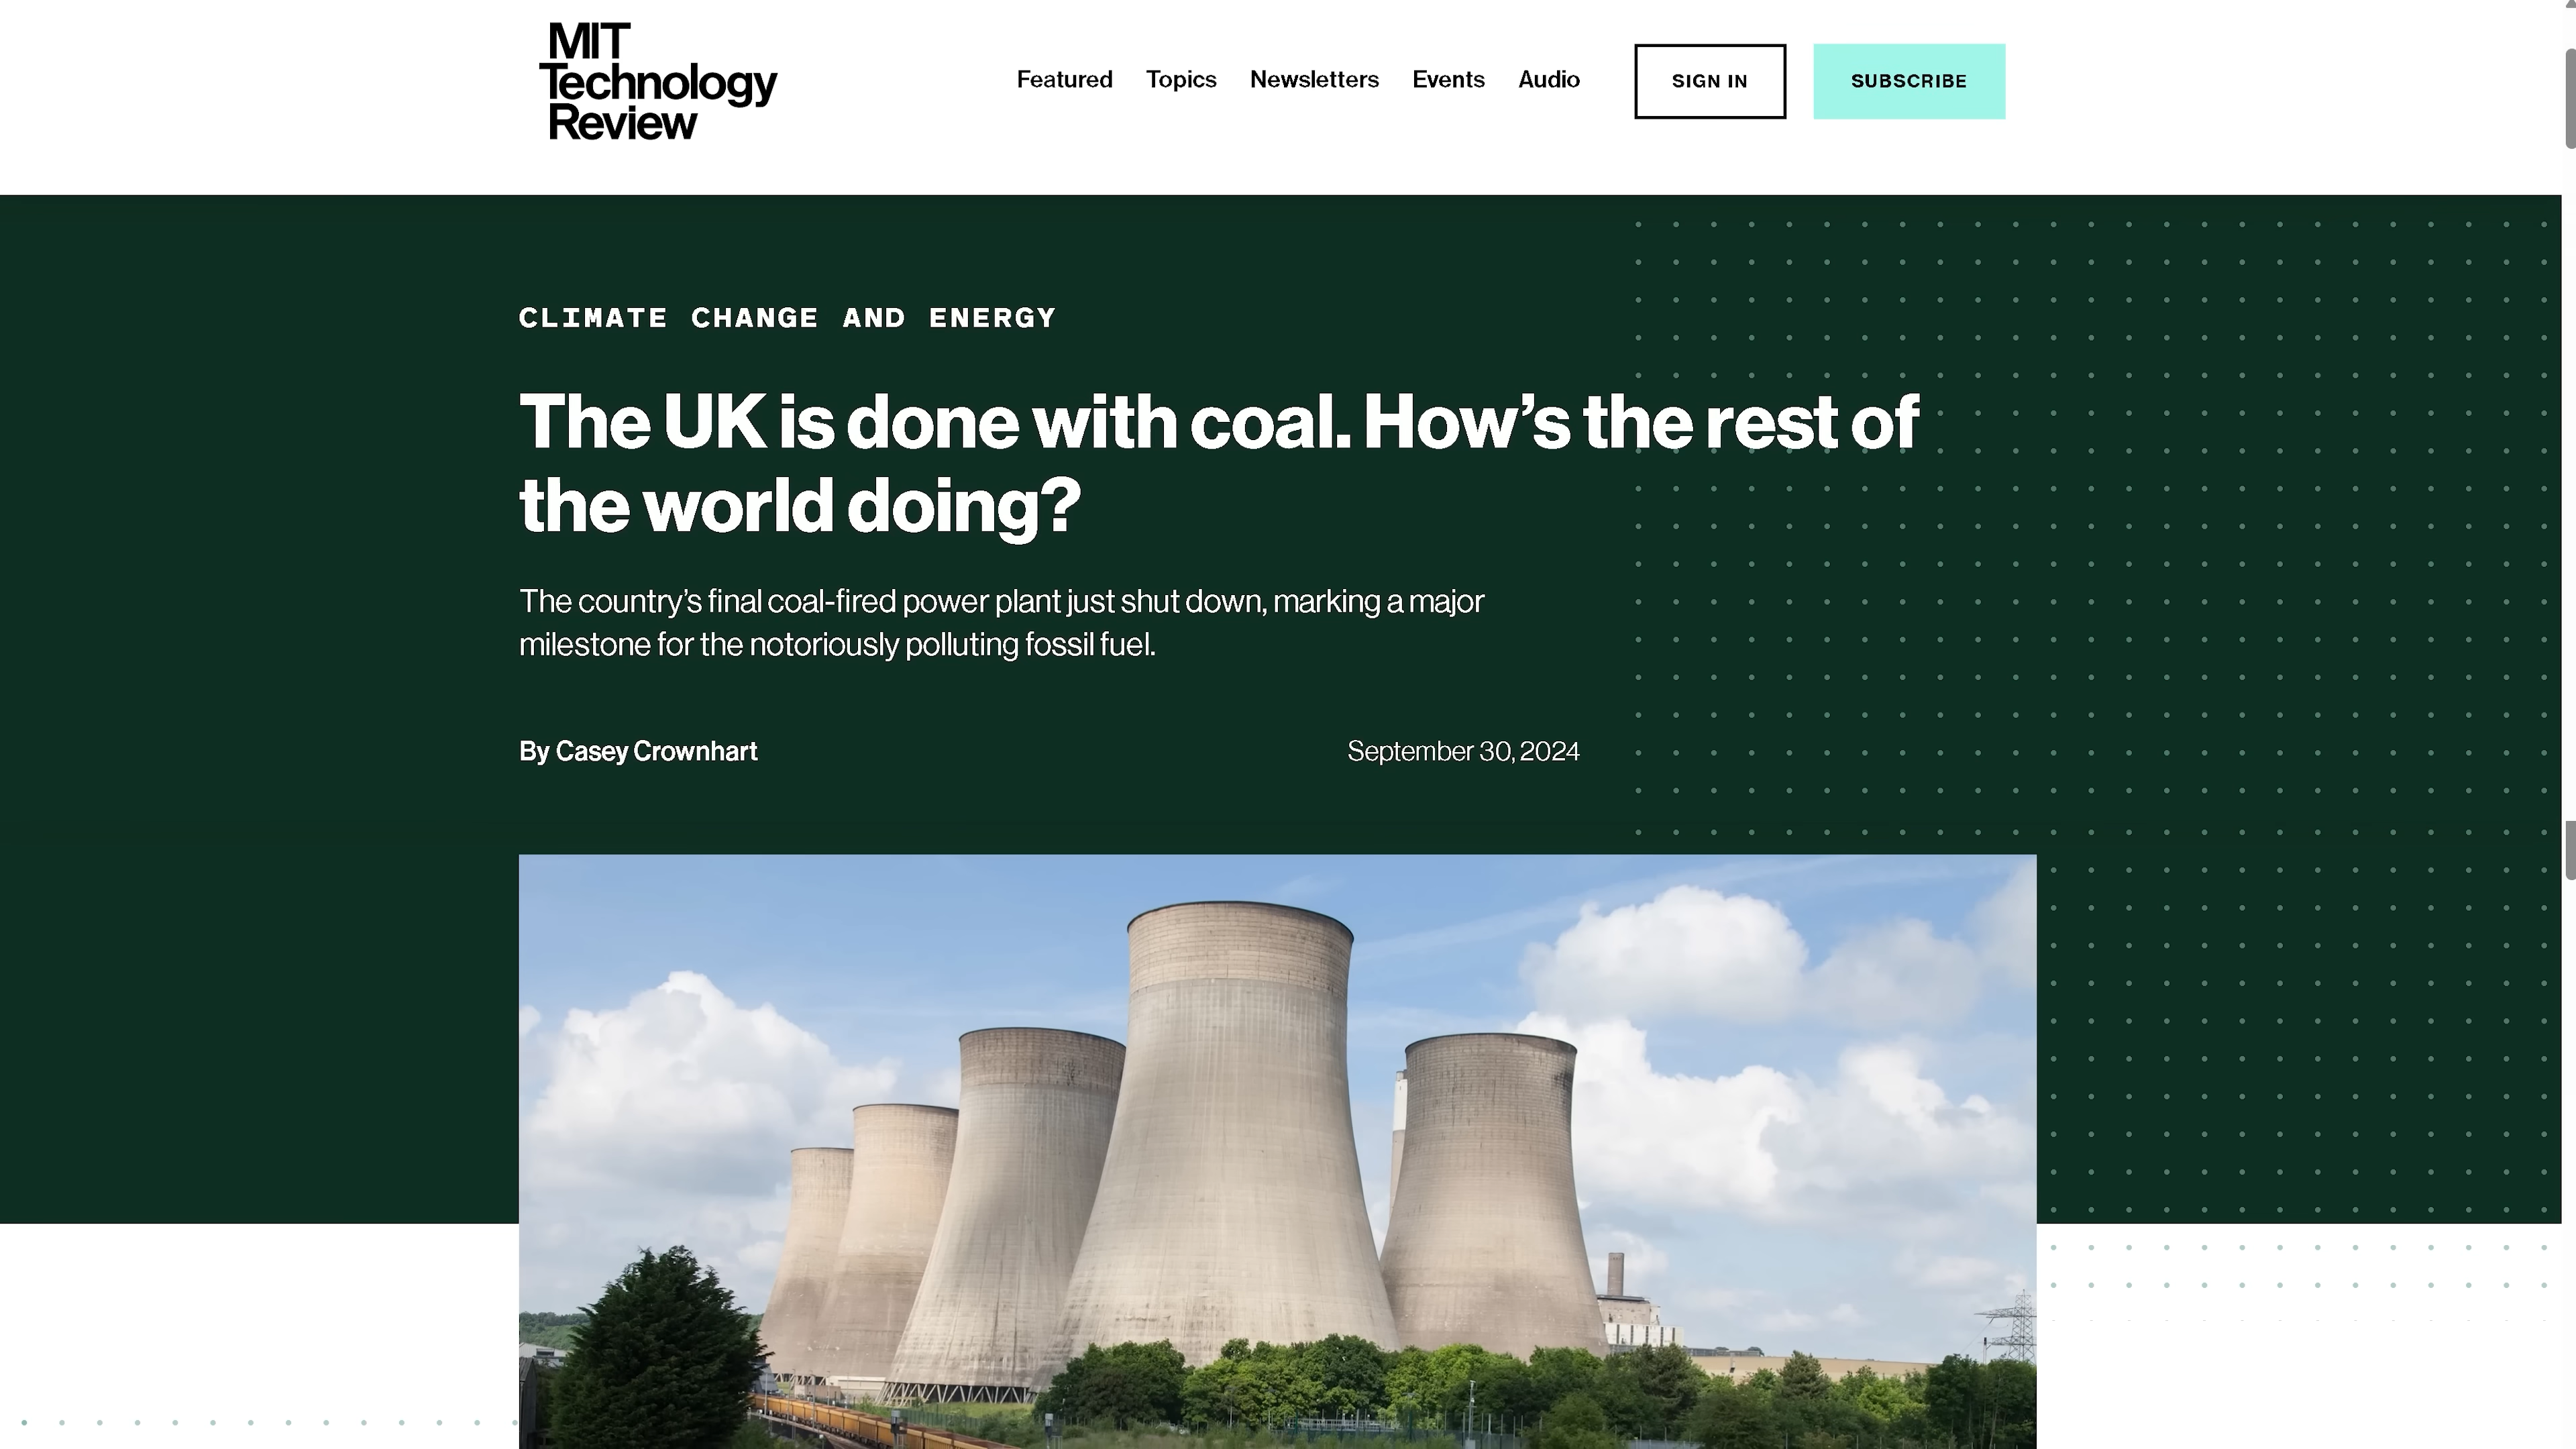 MIT
Technology
Review
Featured Topics Newsletters Events Audio SIGN IN SUBSCRIBE
CLIMATE CHANGE AND ENERGY
The UK is done with coal. How’s the rest of
the world doing?
The country’s final coal-fired power plant just shut down, marking a major
milestone for the notoriously polluting fossil fuel.
By Casey Crownhart September 30, 2024